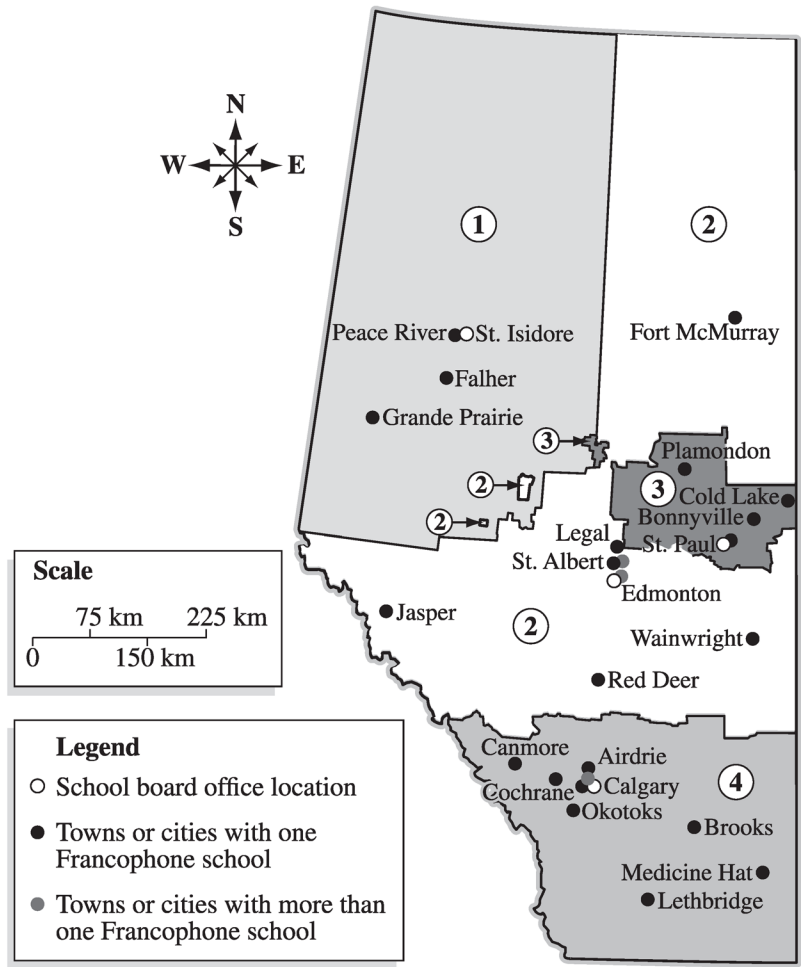 N
W E
S
1
2
Peace River St. Isidore
Fort McMurray
Falher
Grande Prairie
3
Plamondon
2
3
Cold Lake
2
Bonnyville
Legal
St. Paul
St. Albert
Edmonton
Jasper
2
Wainwright
Red Deer
Canmore
Airdrie
4
Cochrane
Calgary
Okotoks
Brooks
Medicine Hat
Lethbridge
Scale
75 km 225 km
0 150 km
Legend
School board office location
Towns or cities with one
Francophone school
Towns or cities with more than
one Francophone school